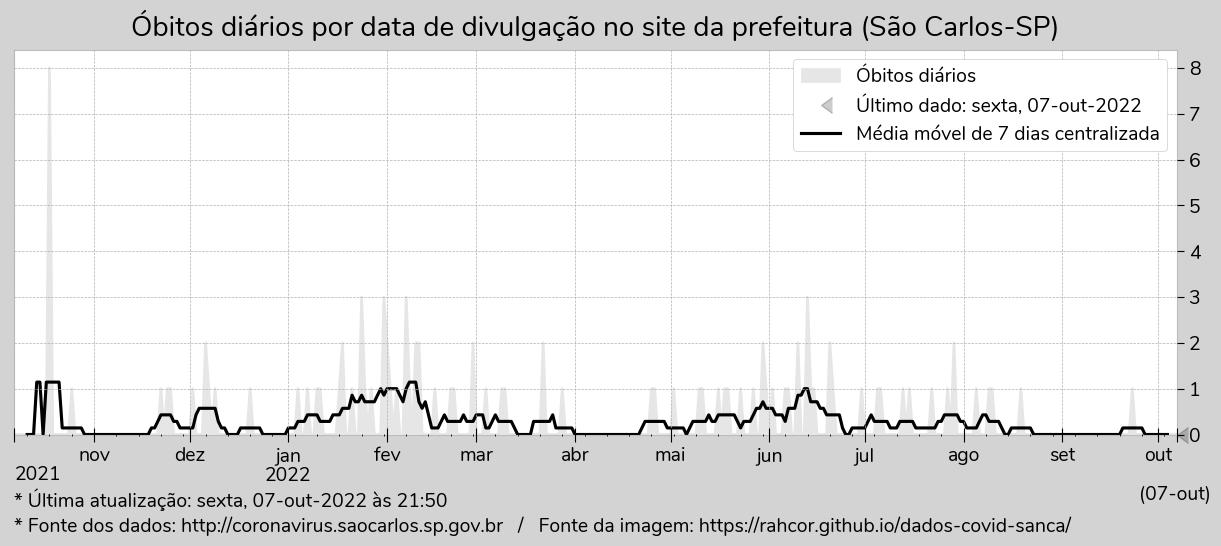 Óbitos diários por data de divulgação no site da prefeitura (São Carlos-SP)
Óbitos diários
Último dado: sexta, 07-out-2022
Média móvel de 7 dias centralizada
8
7
6
5
4
3
2
1
0
nov dez jan fev mar abr mai jun jul ago set out
2021 2022
(07-out)
* Última atualização: sexta, 07-out-2022 às 21:50
* Fonte dos dados: http://coronavirus.saocarlos.sp.gov.br / Fonte da imagem: https://rahcor.github.io/dados-covid-sanca/